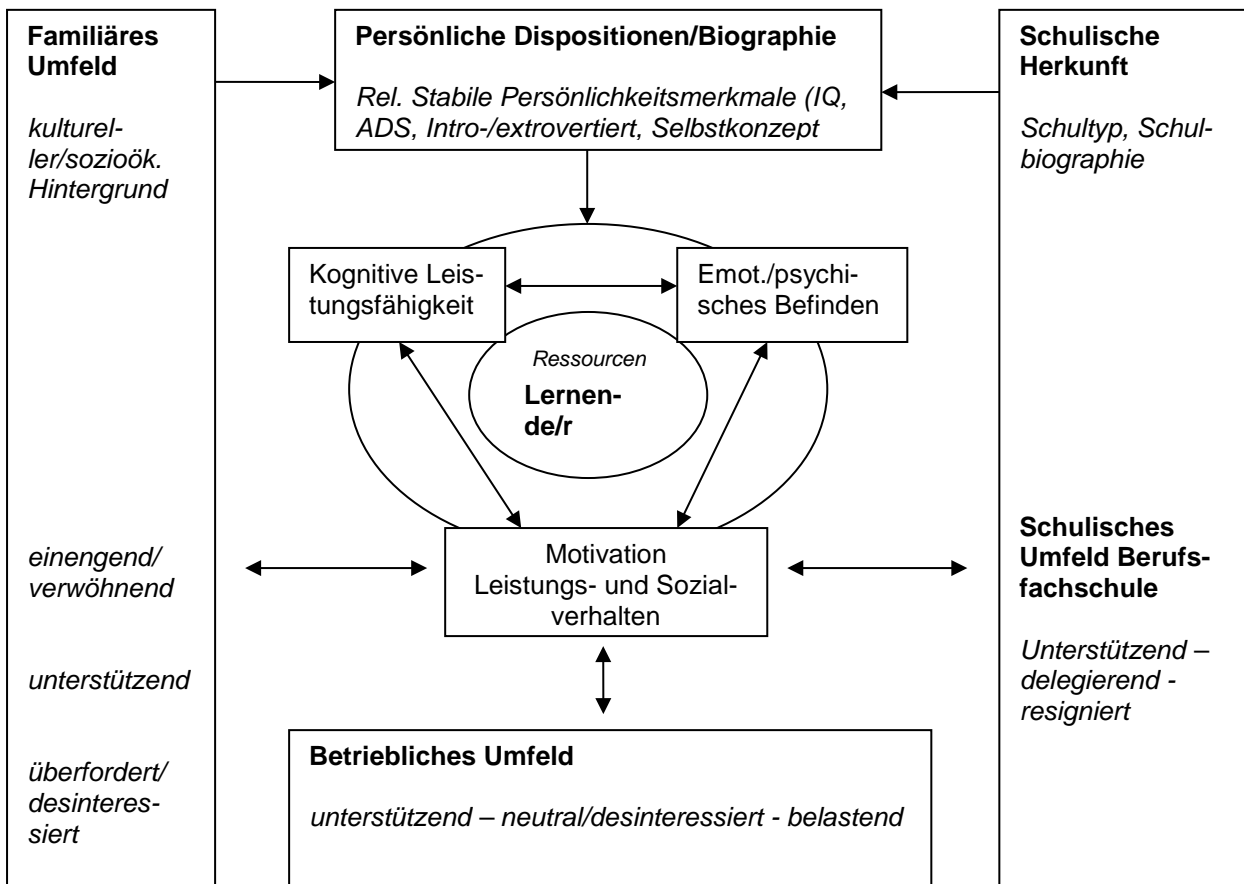 Familiäres
Umfeld
kulturel-
ler/sozioök.
Hintergrund
einengend/
verwöhnend
unterstützend
überfordert/
desinteres-
siert
Persönliche Dispositionen/Biographie
Rel. Stabile Persönlichkeitsmerkmale (IQ,
ADS, Intro-/extrovertiert, Selbstkonzept
Kognitive Leis-
tungsfähigkeit
Emot./psychi-
sches Befinden
Ressourcen
Lernen-
de/r
Motivation
Leistungs- und Sozial-
verhalten
Betriebliches Umfeld
unterstützend – neutral/desinteressiert - belastend
Schulische
Herkunft
Schultyp, Schul-
biographie
Schulisches
Umfeld Berufs-
fachschule
Unterstützend –
delegierend -
resigniert